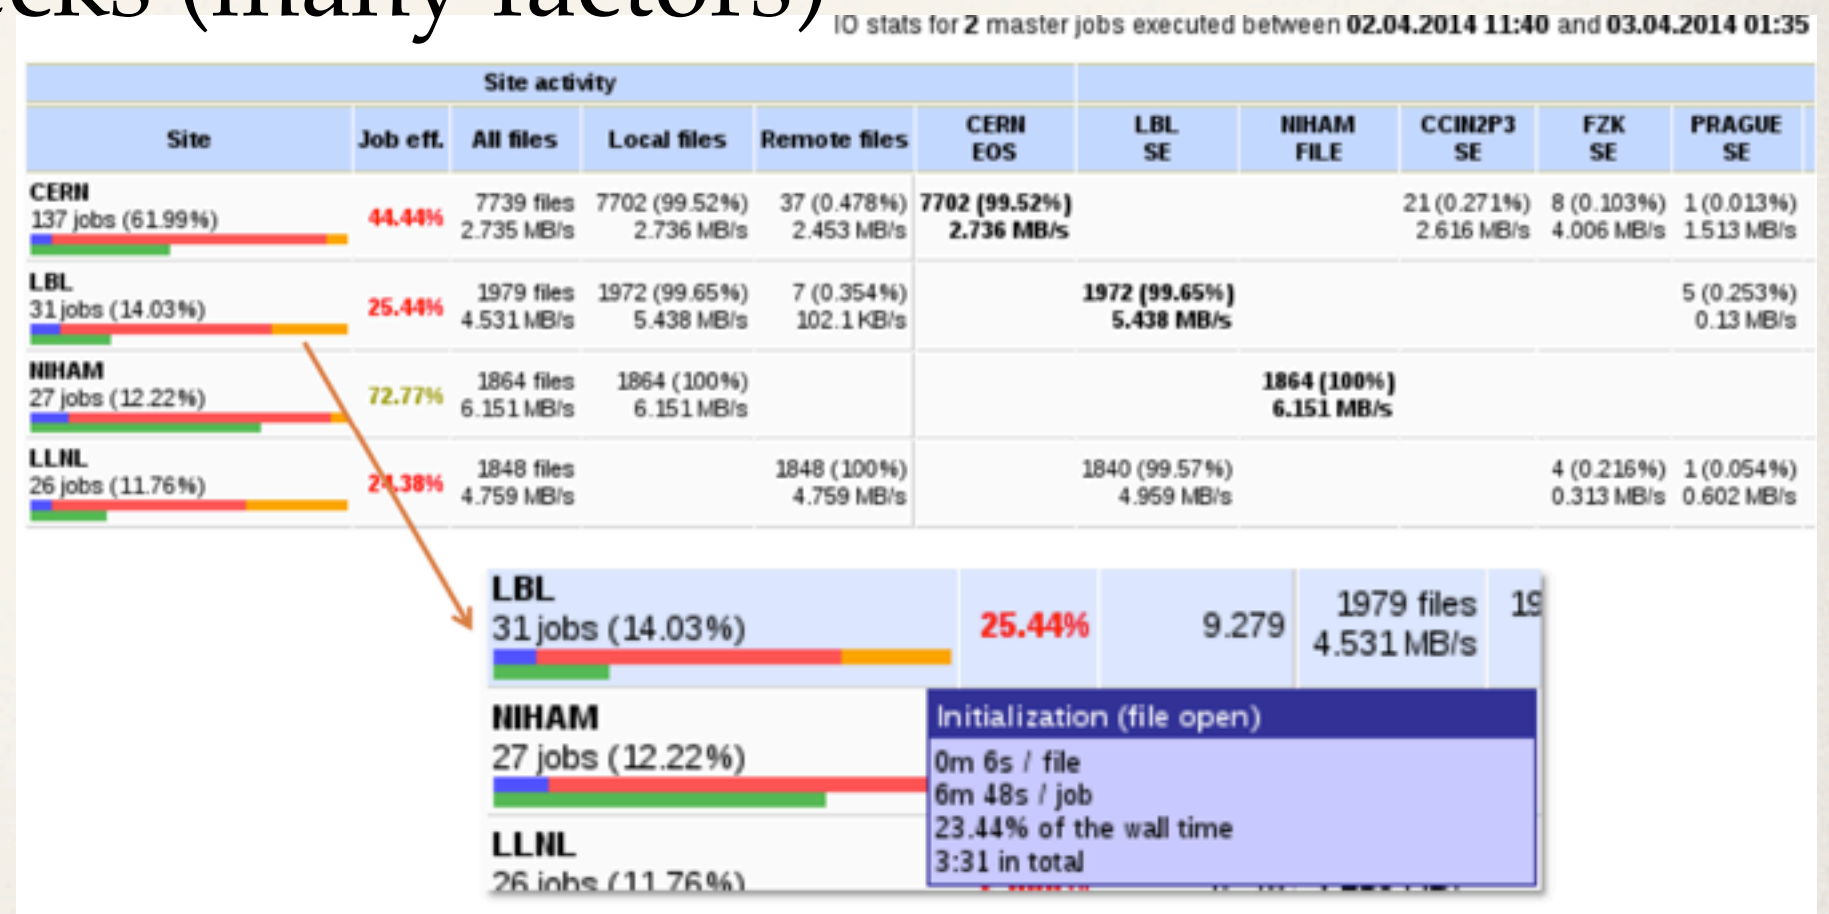 (many factors)
IO stats for 2 master jobs executed between 02.04.2014 11:40 and 03.04.2014 01:35
Site activity
Site Job eff. All files Local files Remote files CERN EOS LBL SE NIHAM FILE CCIN2P3 SE FZK SE PRAGUE SE
CERN
137 jobs (61.99%) 44.44% 7739 files 7702 (99.52%) 37 (0.478%) 7702 (99.52%) 21 (0.271%) 8 (0.103%) 1 (0.013%)
2.735 MB/s 2.736 MB/s 2.453 MB/s 2.736 MB/s 2.616 MB/s 4.006 MB/s 1.513 MB/s
LBL
31 jobs (14.03%) 25.44% 1979 files 1972 (99.65%) 7 (0.354%) 1972 (99.65%) 5 (0.253%)
4.531 MB/s 5.438 MB/s 102.1 KB/s 5.438 MB/s 0.13 MB/s
NIHAM
27 jobs (12.22%) 72.77% 1864 files 1864 (100%) 1864 (100%)
6.151 MB/s 6.151 MB/s 6.151 MB/s
LLNL
26 jobs (11.76%) 24.38% 1848 files 1848 (100%) 1840 (99.57%) 4 (0.216%) 1 (0.054%)
4.759 MB/s 4.759 MB/s 4.959 MB/s 0.313 MB/s 0.602 MB/s
LBL
31 jobs (14.03%) 25.44% 9.279 1979 files 19
4.531 MB/s
NIHAM
27 jobs (12.22%)
LLNL
26 jobs (11.76%)
Initialization (file open)
0m 6s / file
6m 48s / job
23.44% of the wall time
3:31 in total